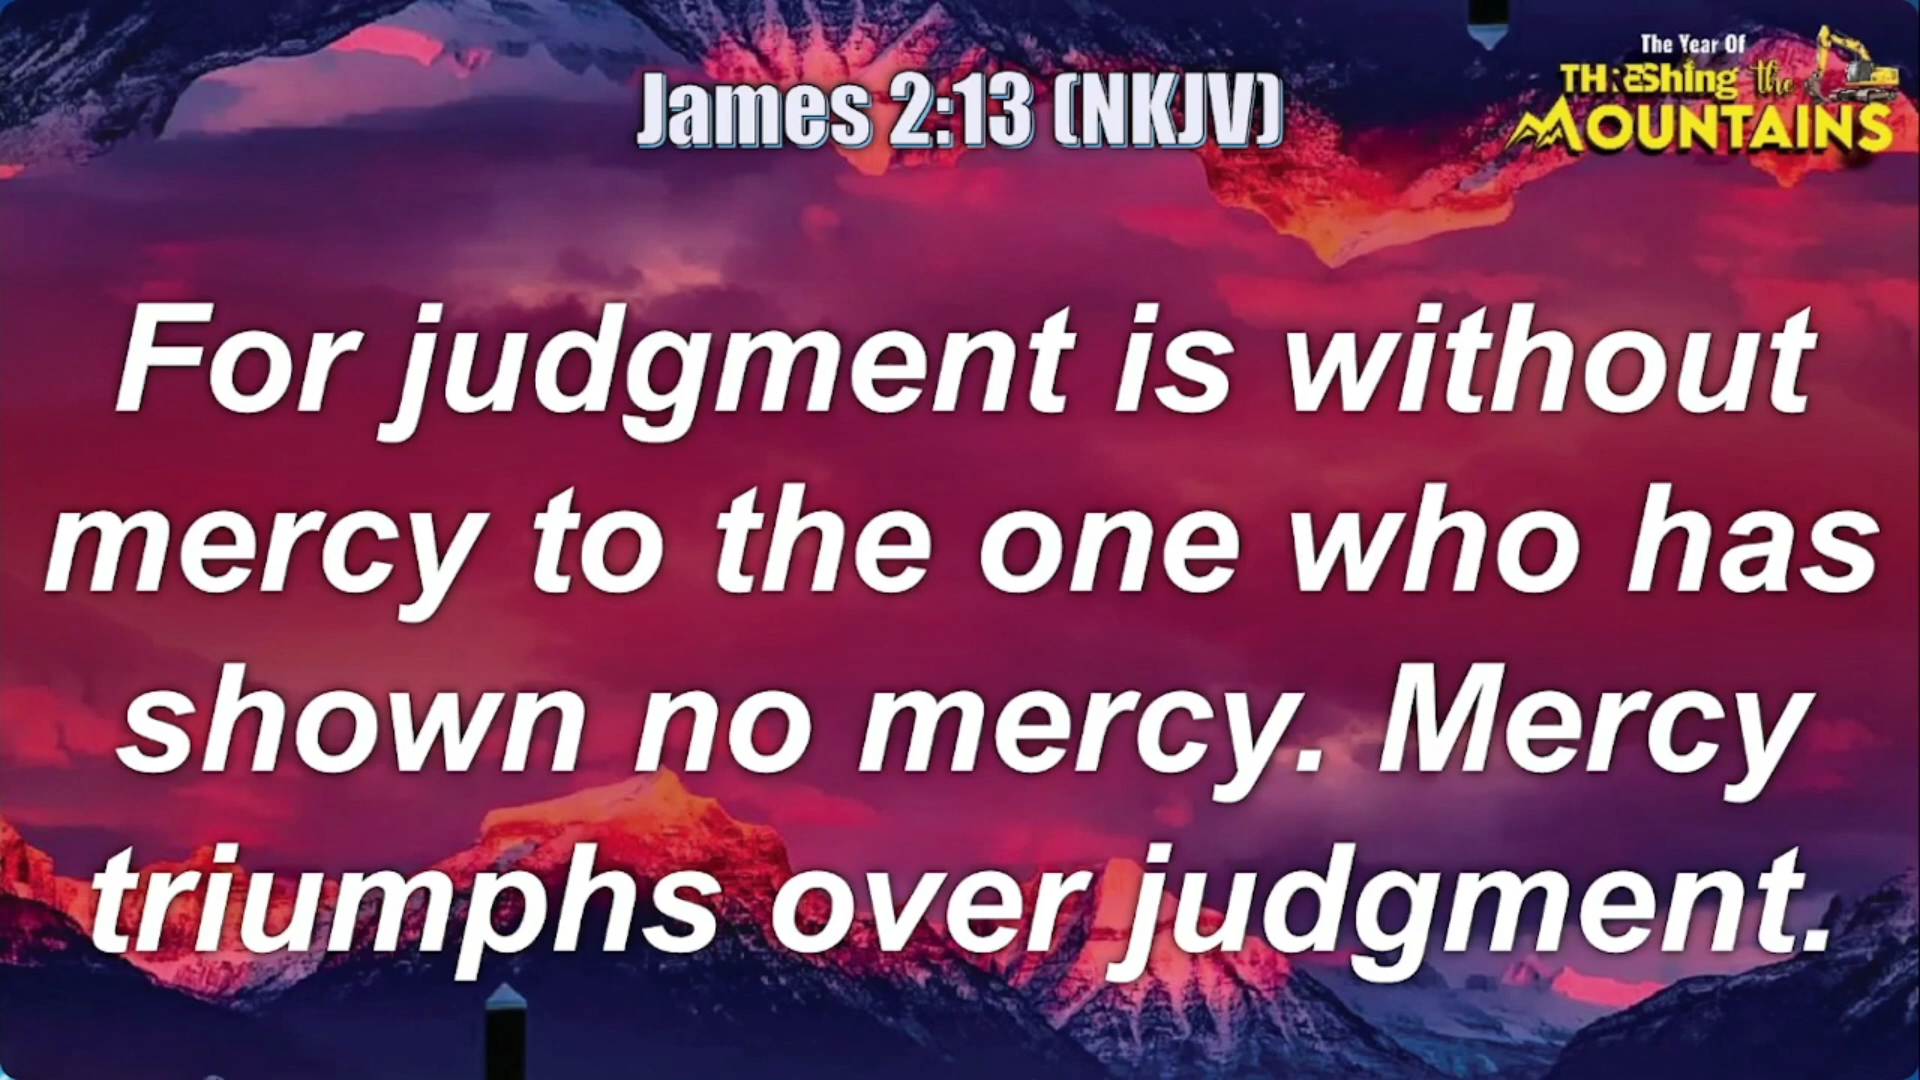 James 2:13 (NKJV)
The Year Of
THREShing the
MOUNTAINS
For judgment is without
mercy to the one who has
shown no mercy. Mercy
triumphs over judgment.